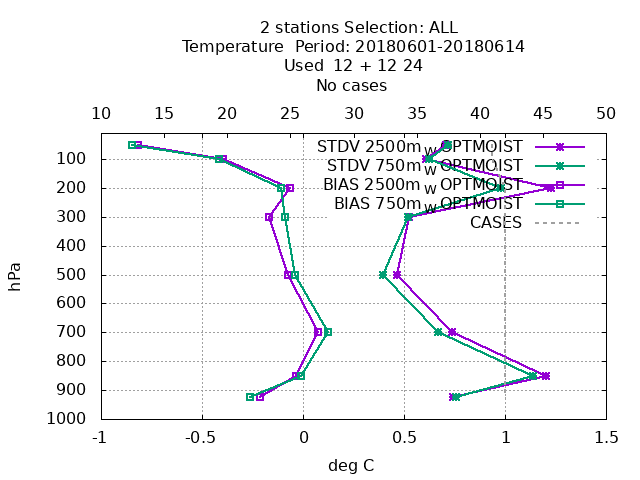 2 stations Selection: ALL
Temperature  Period: 20180601-20180614
Used  12 + 12 24
No cases
10 15 20 25 30 35 40 45 50
STDV 2500m_w OPTMOIST
STDV 750m_w OPTMOIST
BIAS 2500m_w OPTMOIST
BIAS 750m_w OPTMOIST
CASES
100
200
300
400
500
600
700
800
900
1000
hPa
-1 -0.5 0 0.5 1 1.5
deg C